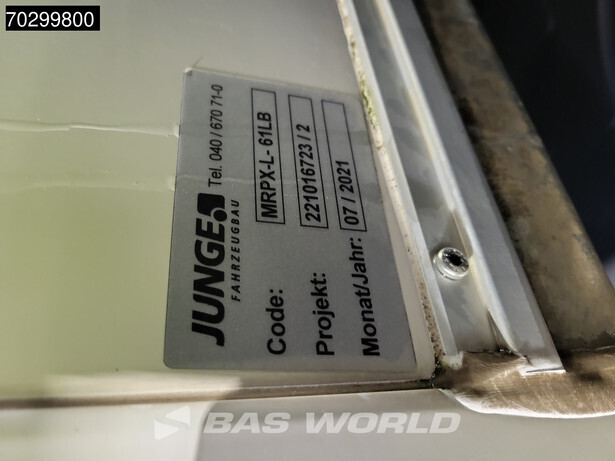 70299800
JUNGE
FAHRZEUGBAU
Tel. 040 / 670 71-0
Code: MRPX-L- 61LB
Projekt: 221016723 / 2
Monat/Jahr: 07 / 2021
BAS WORLD